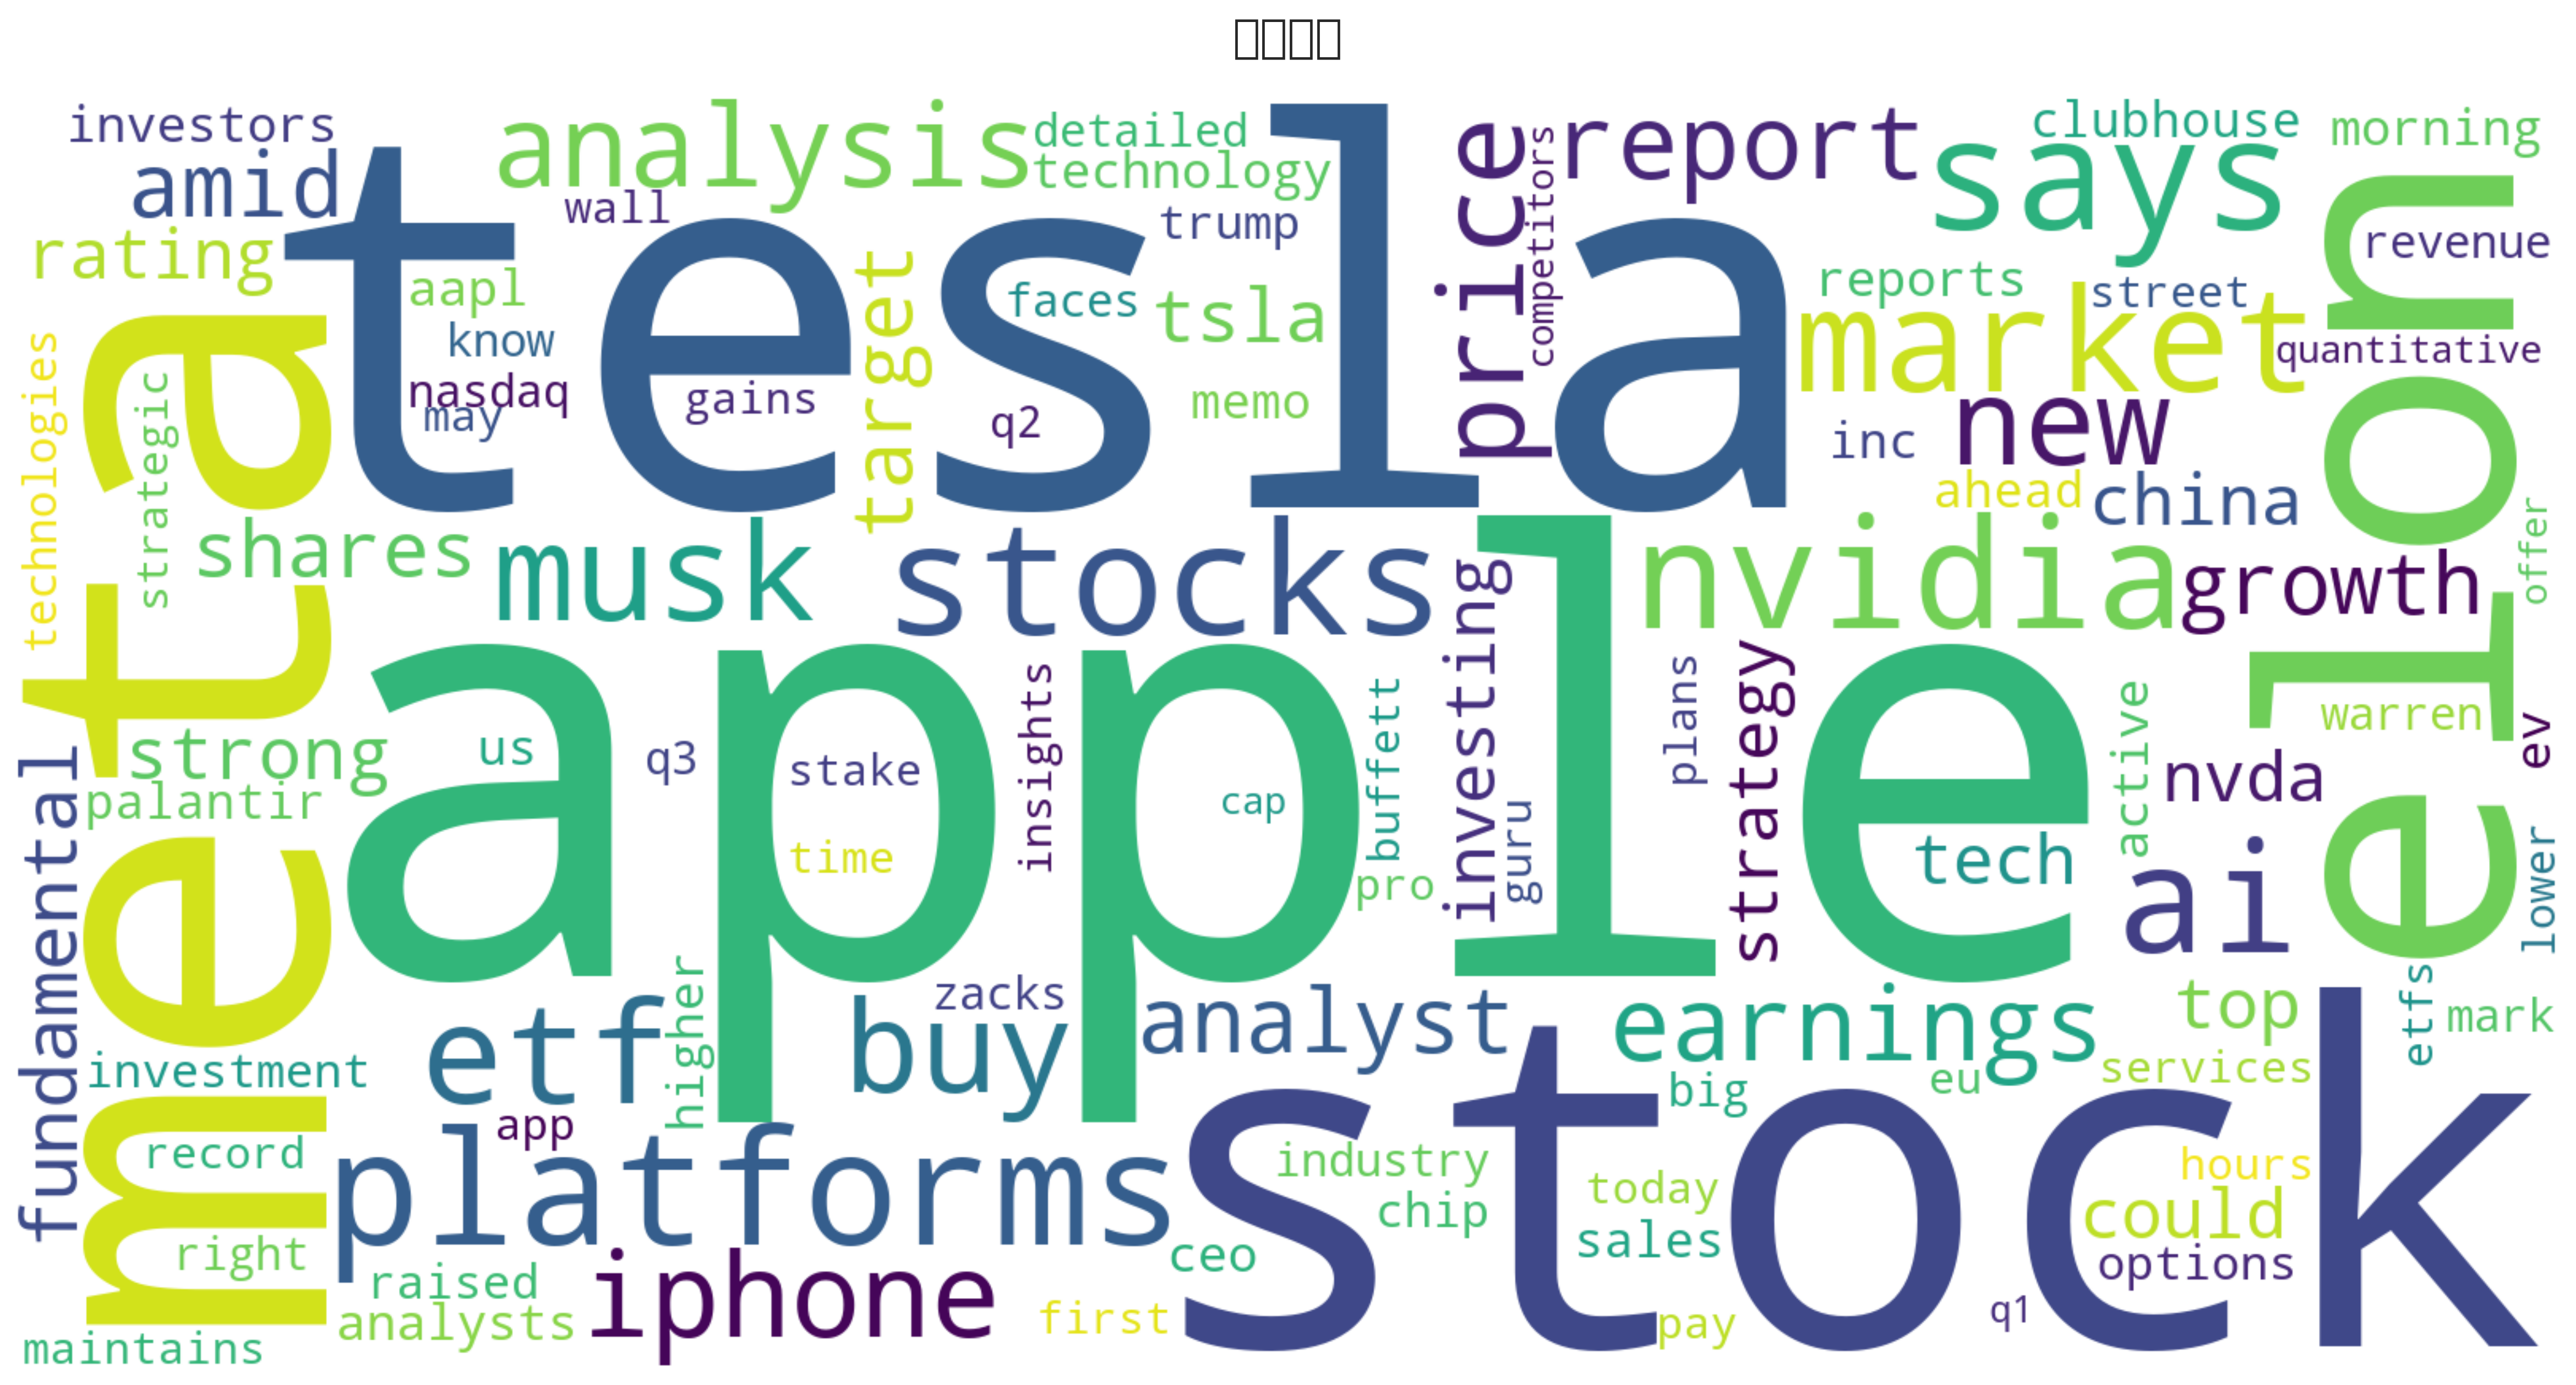 investors
amid
rating
analysis
detailed
technology
wall
trump
tesla
aapl
know
nasdaq
may
gains
target
faces
q2
tsla
memo
price
competitors
report
says
clubhouse
morning
revenue
reports
street
market
quantitative
new
inc
ahead
china
elon
offer
technologies
strategic
meta
shares
musk
stocks
investing
nvidia
growth
strong
palantir
us
q3
stake
time
apple
insights
cap
buffett
pro
guru
plans
strategy
tech
active
nvda
warren
ev
ai
lower
fundamental
investment
record
right
maintains
etf
higher
zacks
buy
analyst
earnings
top
etfs
mark
services
eu
big
app
platforms
stock
industry
chip
today
sales
hours
could
options
raised
analysts
iphone
ceo
first
pay
q1